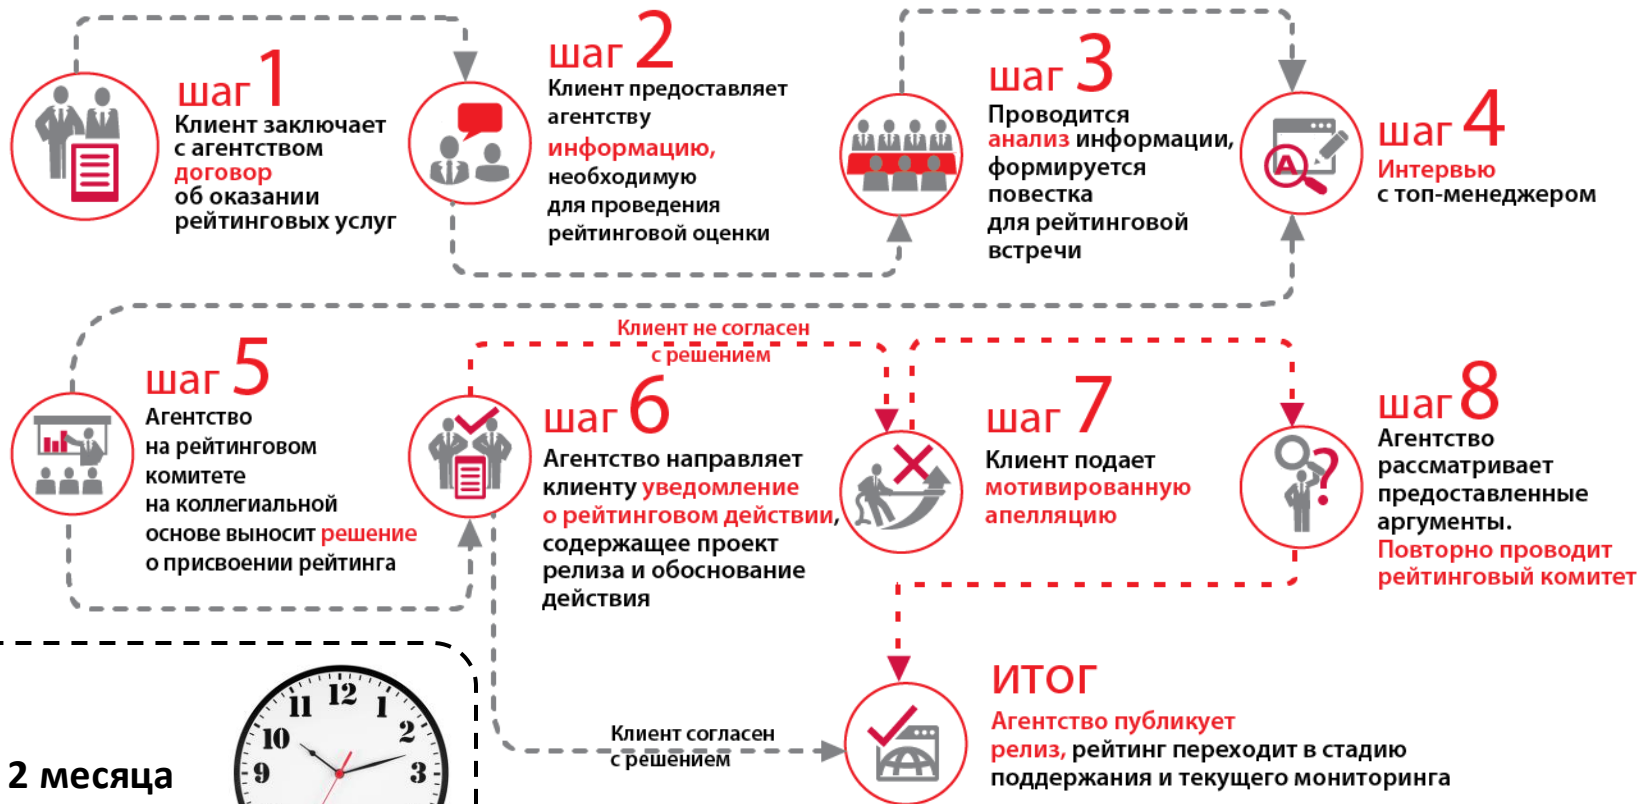 шаг 1
Клиент заключает
с агентством
договор
об оказании
рейтинговых услуг
шаг 2
Клиент предоставляет
агентству
информацию,
необходимую
для проведения
рейтинговой оценки
шаг 3
Проводится
анализ информации,
формируется
повестка
для рейтинговой
встречи
A
шаг 4
Интервью
с топ-менеджером
шаг 5
Агентство
на рейтинговом
комитете
на коллегиальной
основе выносит решение
о присвоении рейтинга
Клиент не согласен
с решением
шаг 6
Агентство направляет
клиенту уведомление
о рейтинговом действии,
содержащее проект
релиза и обоснование
действия
шаг 7
Клиент подает
мотивированную
апелляцию
?
шаг 8
Агентство
рассматривает
предоставленные
аргументы.
Повторно проводит
рейтинговый комитет
Клиент согласен
с решением
ИТОГ
Агентство публикует
релиз, рейтинг переходит в стадию
поддержания и текущего мониторинга
2 месяца
11 12 1
10 2
9 3